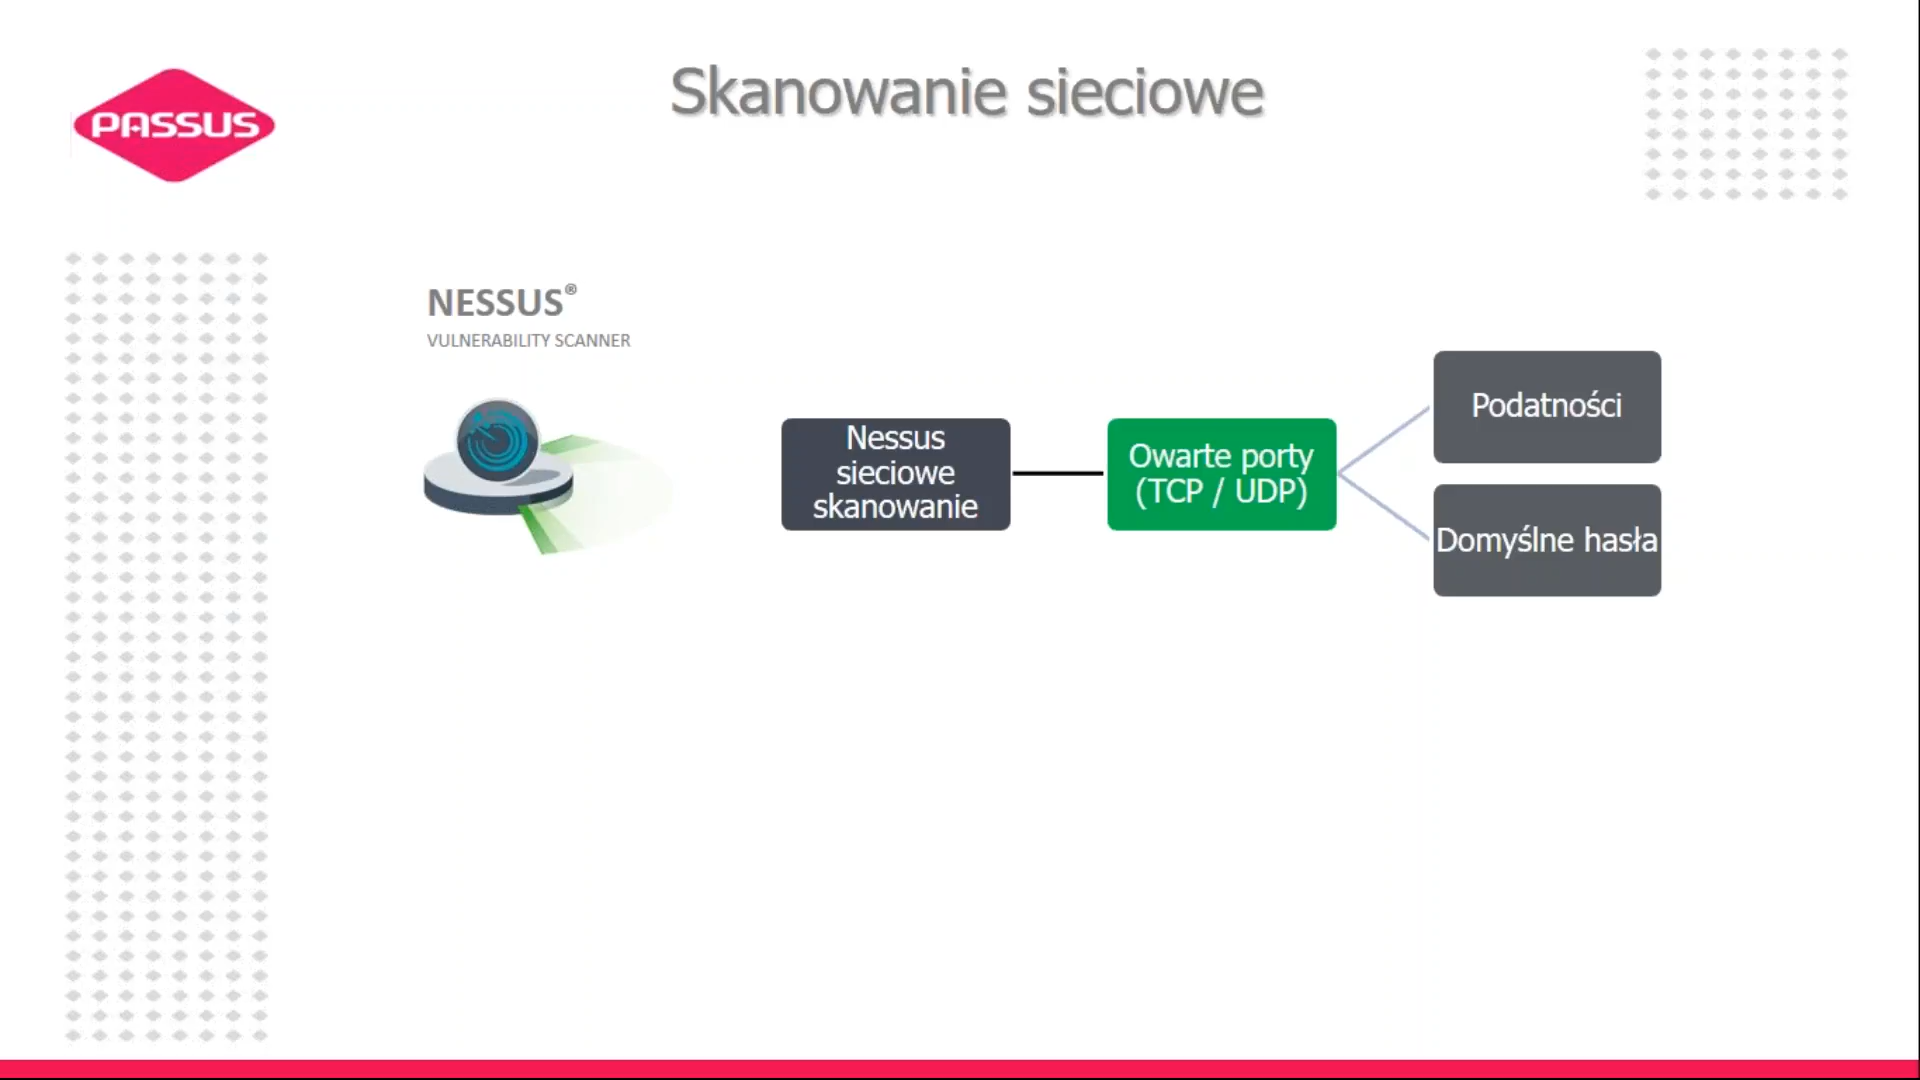 PASSUS
Skanowanie sieciowe
NESSUS®
VULNERABILITY SCANNER
Nessus
sieciowe
skanowanie
Owarte porty
(TCP / UDP)
Podatności
Domyślne hasła